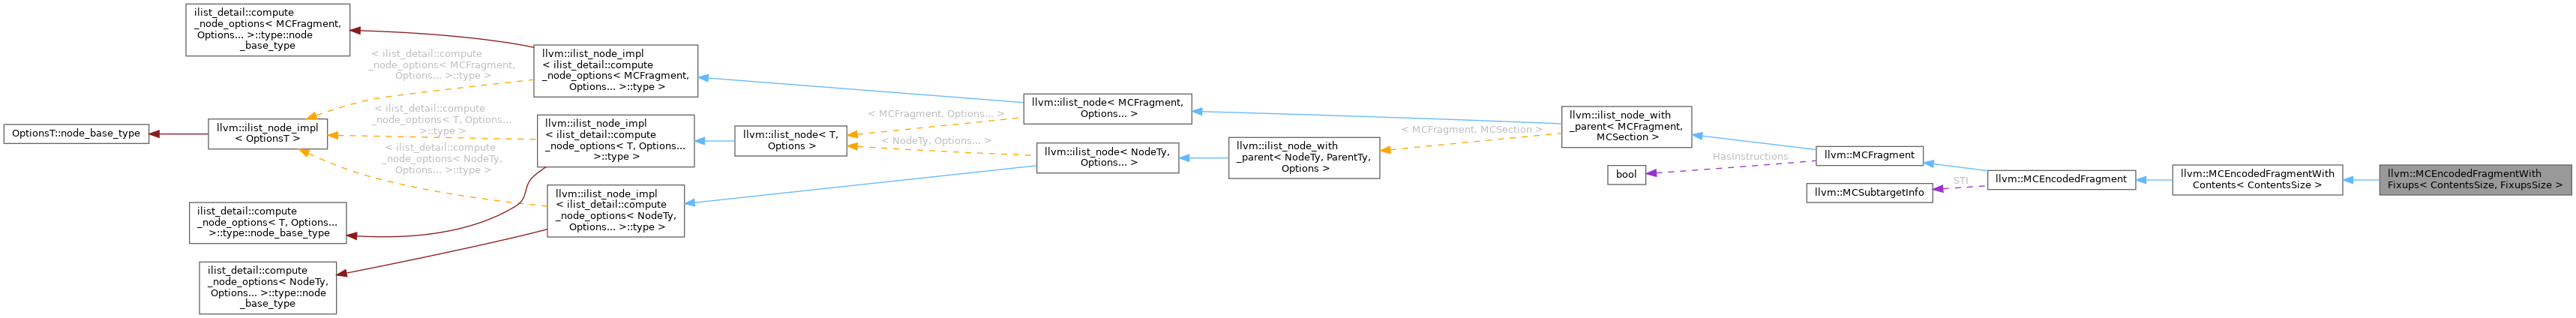 ilist_detail::compute
_node_options< MCFragment,
Options... >::type::node
_base_type
< ilist_detail::compute
_node_options< MCFragment,
Options... >::type >
llvm::ilist_node_impl
< ilist_detail::compute
_node_options< MCFragment,
Options... >::type >
OptionsT::node_base_type
llvm::ilist_node_impl
< OptionsT >
< ilist_detail::compute
_node_options< T, Options...
>::type >
< ilist_detail::compute
_node_options< NodeTy,
Options... >::type >
llvm::ilist_node_impl
< ilist_detail::compute
_node_options< T, Options...
>::type >
llvm::ilist_node_impl
< ilist_detail::compute
_node_options< NodeTy,
Options... >::type >
ilist_detail::compute
_node_options< T, Options...
>::type::node_base_type
ilist_detail::compute
_node_options< NodeTy,
Options... >::type::node
_base_type
llvm::ilist_node< T,
Options >
< MCFragment, Options... >
< NodeTy, Options... >
llvm::ilist_node< MCFragment,
Options... >
llvm::ilist_node< NodeTy,
Options... >
llvm::ilist_node_with
_parent< NodeTy, ParentTy,
Options >
< MCFragment, MCSection >
llvm::ilist_node_with
_parent< MCFragment,
MCSection >
bool
HasInstructions
llvm::MCFragment
llvm::MCSubtargetInfo
STI
llvm::MCEncodedFragment
llvm::MCEncodedFragmentWith
Contents< ContentsSize >
llvm::MCEncodedFragmentWith
Fixups< ContentsSize, FixupsSize >